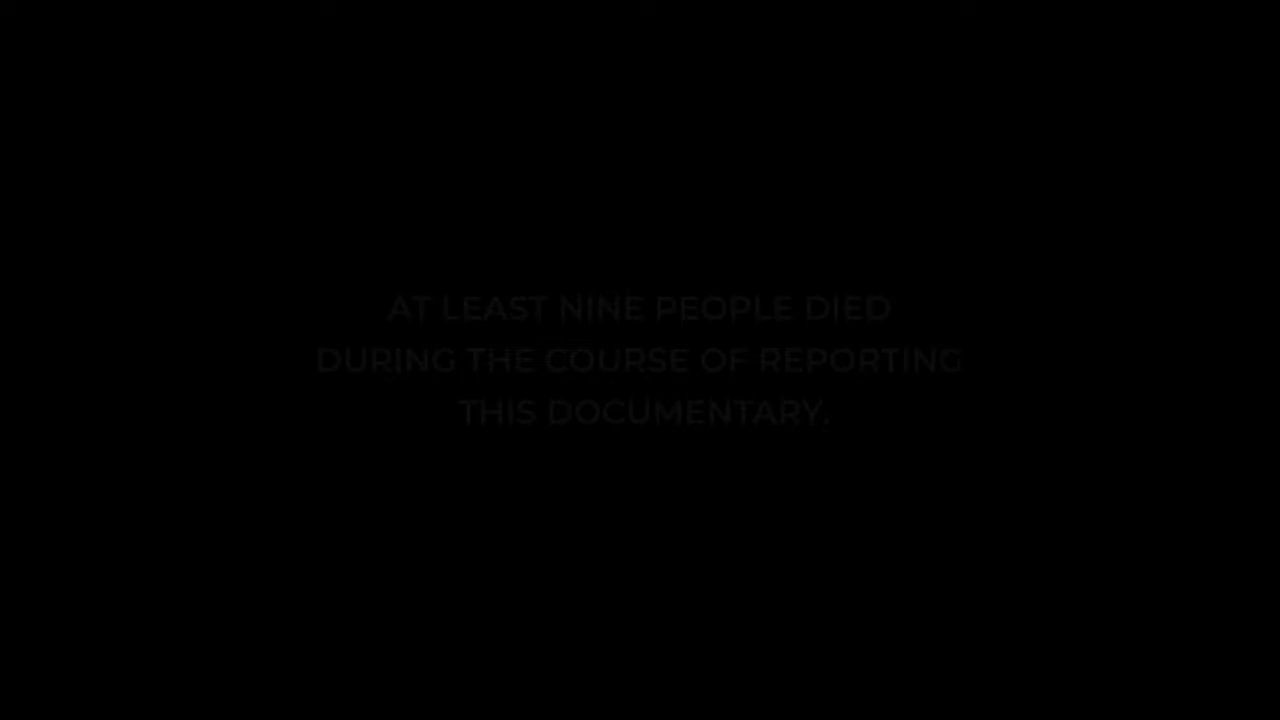 AT LEAST NINE PEOPLE DIED
DURING THE COURSE OF REPORTING
THIS DOCUMENTARY.